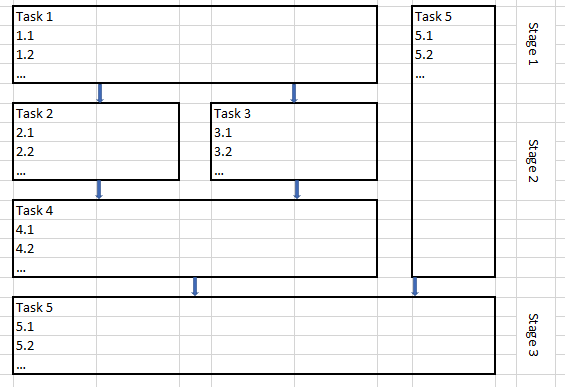 Task 1
1.1
1.2
...
Task 5
5.1
5.2
...
Stage 1
Task 2
2.1
2.2
...
Task 3
3.1
3.2
...
Stage 2
Task 4
4.1
4.2
...
Task 5
5.1
5.2
...
Stage 3